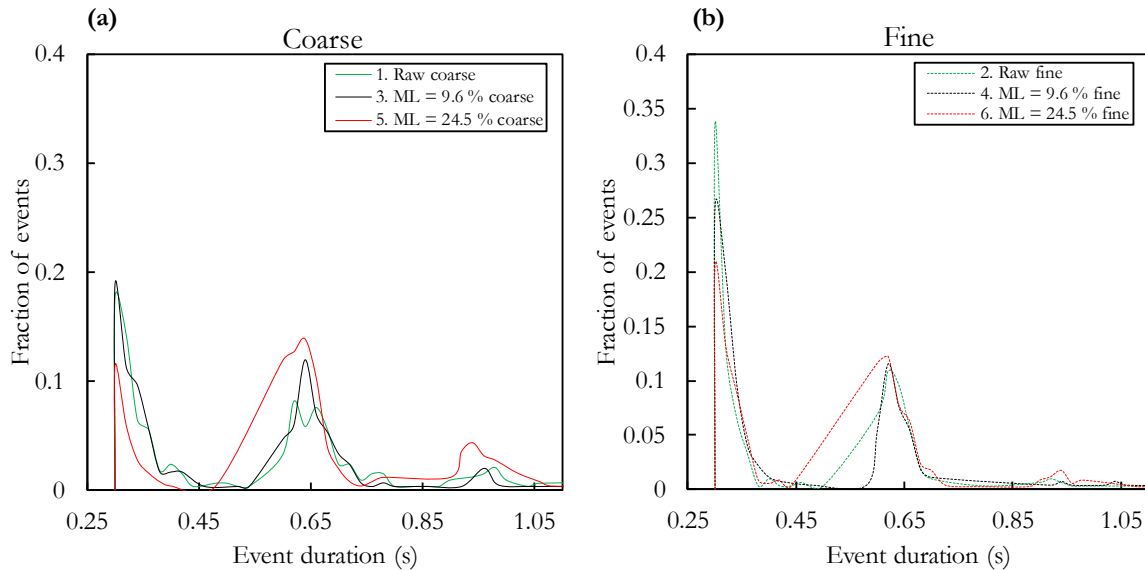 (a)
Coarse
0.4
0.3
0.2
0.1
0
1. Raw coarse
3. ML = 9.6 % coarse
5. ML = 24.5 % coarse
Fraction of events
0.25 0.45 0.65 0.85 1.05
Event duration (s)
(b)
Fine
0.4
0.35
0.3
0.25
0.2
0.15
0.1
0.05
0
2. Raw fine
4. ML = 9.6 % fine
6. ML = 24.5 % fine
Fraction of events
0.25 0.45 0.65 0.85 1.05
Event duration (s)